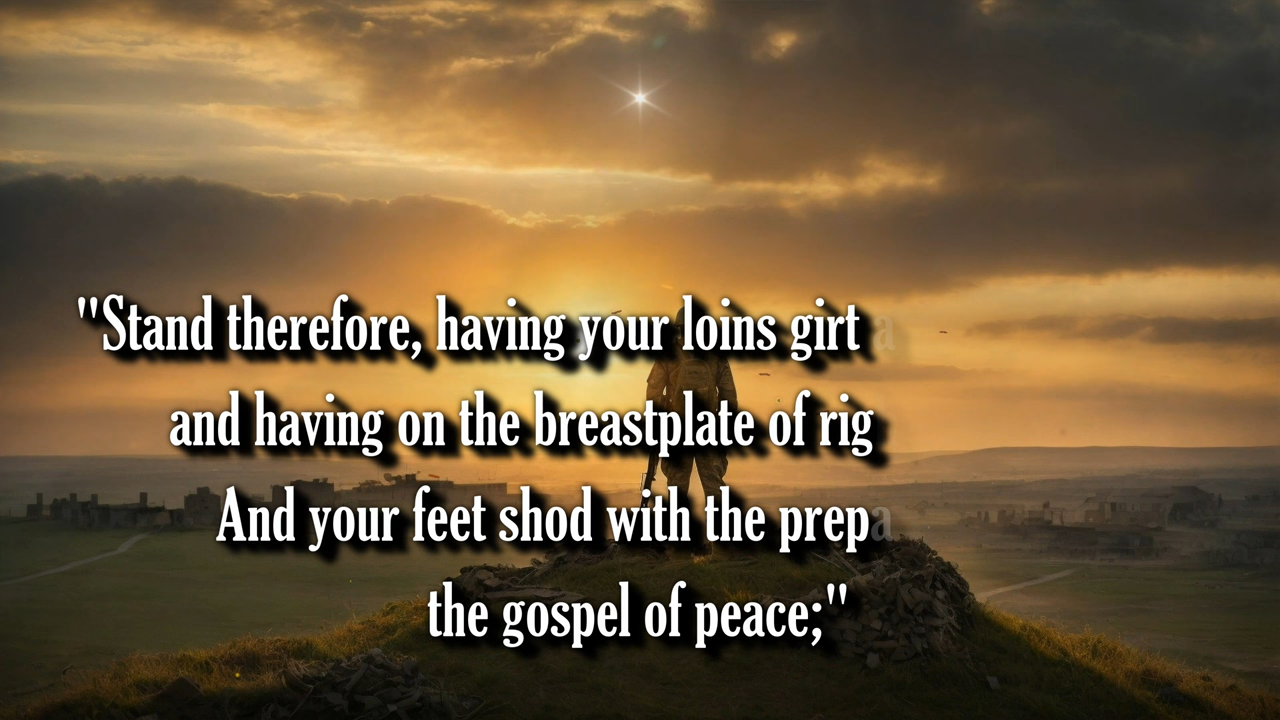 "Stand therefore, having your loins girt a
and having on the breastplate of rig
And your feet shod with the prepa
the gospel of peace;"